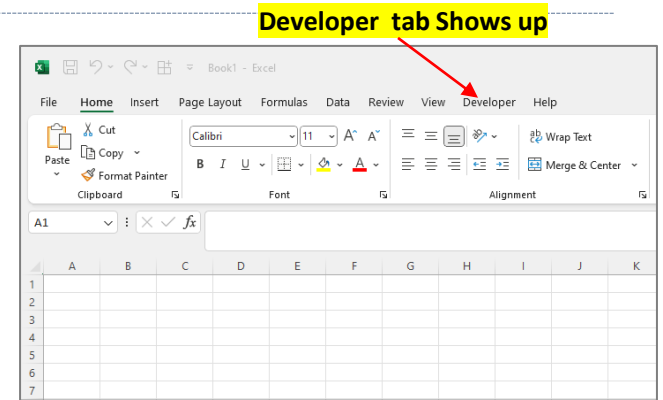 Developer  tab Shows up
Book1 - Excel
File Home Insert Page Layout Formulas Data Review View Developer Help
Cut
Calibri 11 A A
ab Wrap Text
Paste
Copy
Format Painter
B I U A
Merge & Center
Clipboard Font Alignment
A1 fx
A B C D E F G H I J K
1
2
3
4
5
6
7